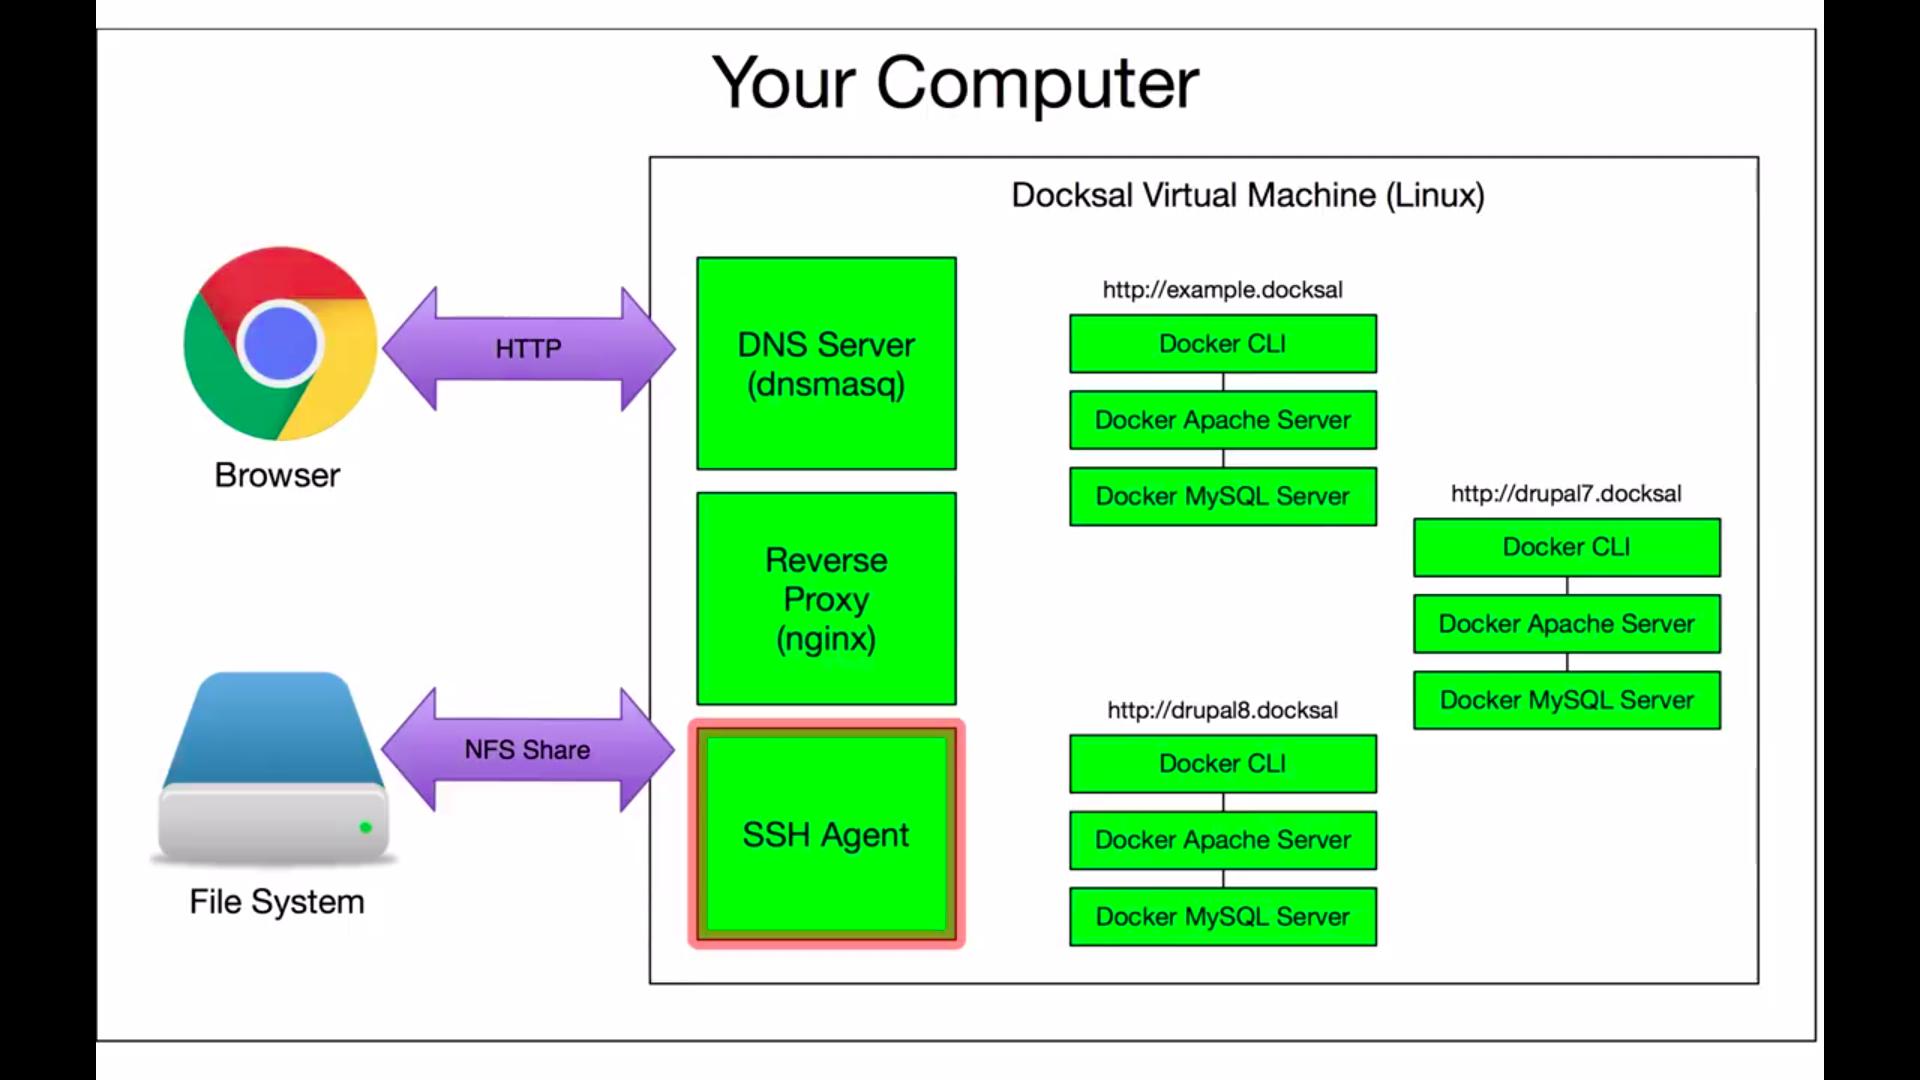 Your Computer
Docksal Virtual Machine (Linux)
Browser
HTTP
File System
NFS Share
DNS Server
(dnsmasq)
Reverse
Proxy
(nginx)
SSH Agent
http://example.docksal
Docker CLI
Docker Apache Server
Docker MySQL Server
http://drupal7.docksal
Docker CLI
Docker Apache Server
Docker MySQL Server
http://drupal8.docksal
Docker CLI
Docker Apache Server
Docker MySQL Server